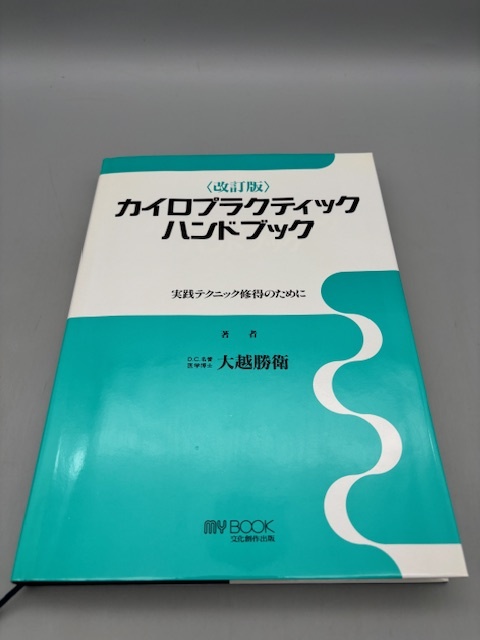 〈改訂版〉
カイロプラクティック
ハンドブック
実践テクニック修得のために
著 者
D.C.名誉
医学博士
大越勝衛
MY BOOK
文化創作出版